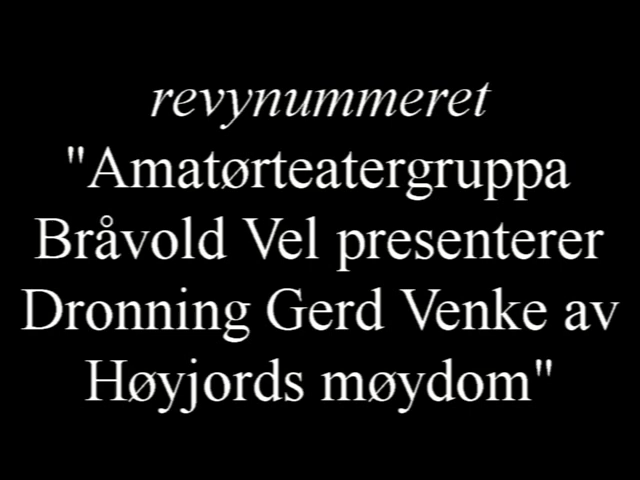 revynummeret
"Amatørteatergruppa
Bråvold Vel presenterer
Dronning Gerd Venke av
Høyjords møydom"